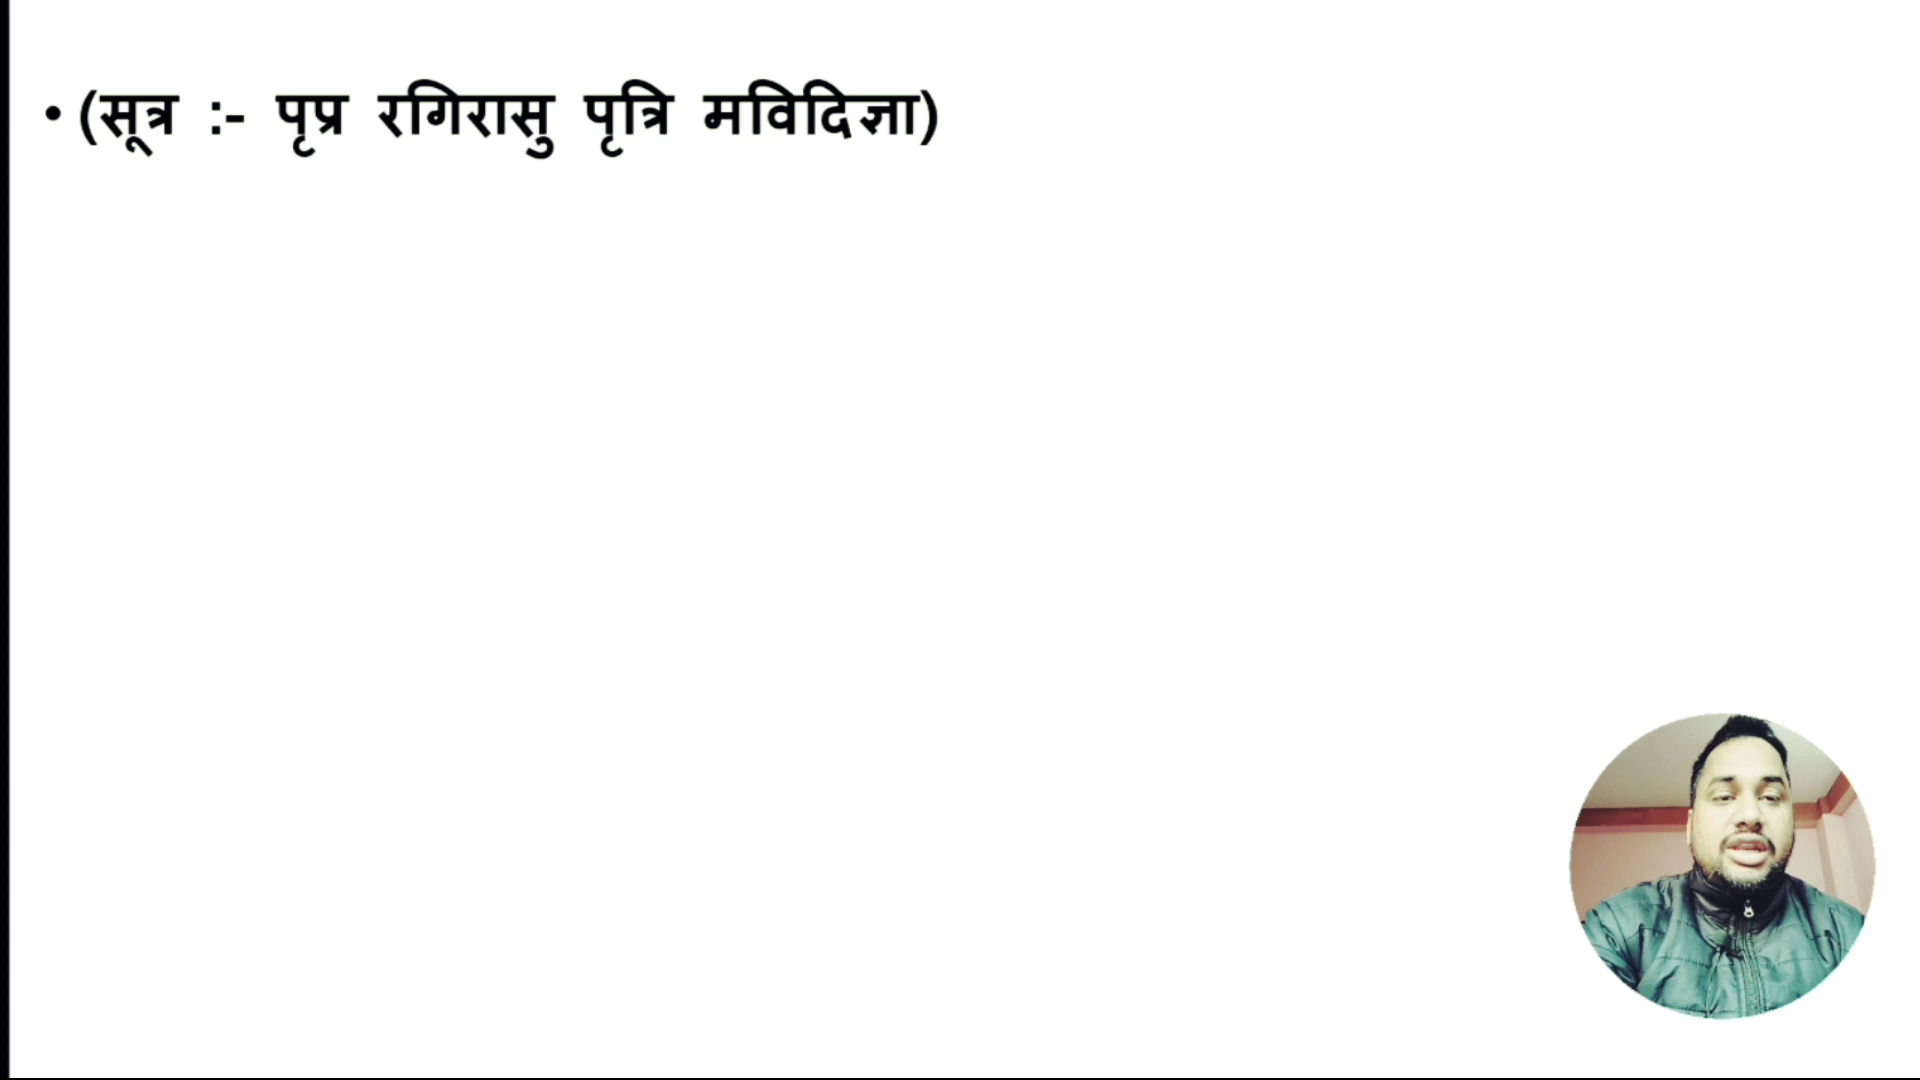 • (सूत्र :- पृप्र रगिरासु पृत्रि मविदिज्ञा)